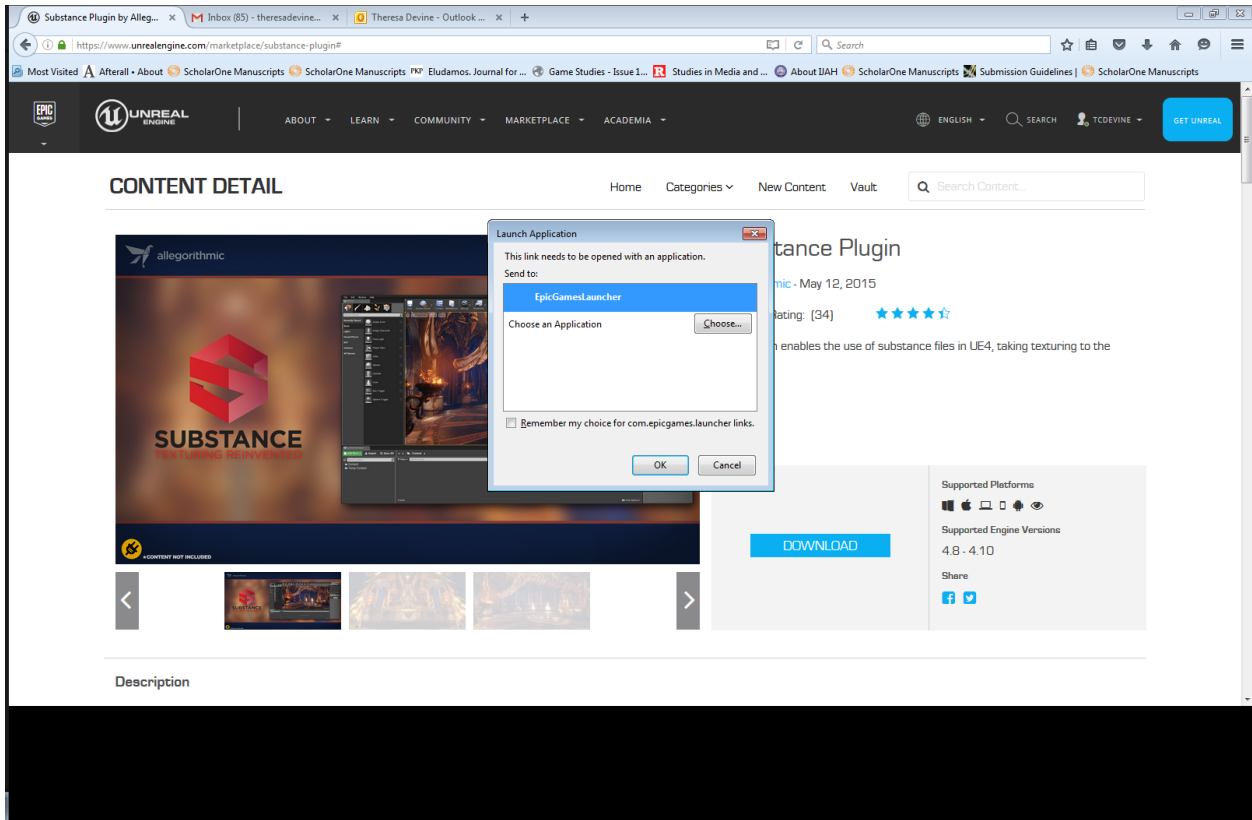 Substance Plugin by Alleg...
Inbox (85) - theresadevine...
Theresa Devine - Outlook ...
https://www.unrealengine.com/marketplace/substance-plugin#
Search
Most Visited Afterall • About ScholarOne Manuscripts ScholarOne Manuscripts PKP Eludamos. Journal for ... Game Studies - Issue 1... Studies in Media and ... About IJAH ScholarOne Manuscripts Submission Guidelines | ScholarOne Manuscripts
EPIC GAMES
UNREAL ENGINE
ABOUT LEARN COMMUNITY MARKETPLACE ACADEMIA
ENGLISH SEARCH TCDEVINE GET UNREAL
CONTENT DETAIL
Home Categories New Content Vault Search Content...
allegorithmic
SUBSTANCE
TEXTURING REINVENTED
CONTENT NOT INCLUDED
Launch Application
This link needs to be opened with an application.
Send to:
EpicGamesLauncher
Choose an Application Choose...
Remember my choice for com.epicgames.launcher links.
OK Cancel
tance Plugin
mic - May 12, 2015
Rating: (34)
n enables the use of substance files in UE4, taking texturing to the
DOWNLOAD
Supported Platforms
Supported Engine Versions
4.8 - 4.10
Share
Description